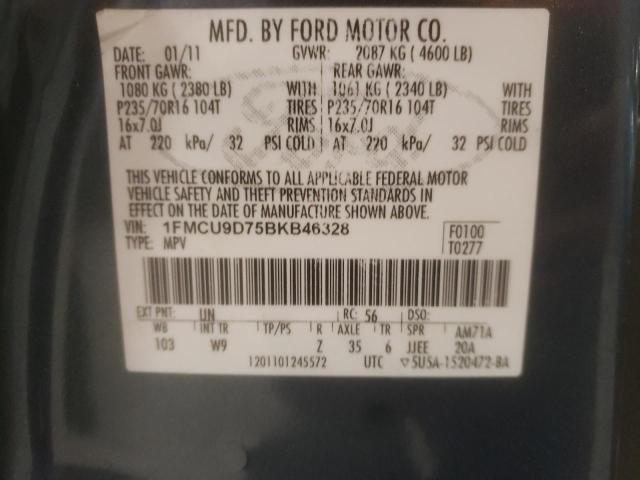 MFD. BY FORD MOTOR CO.
DATE: 01/11 GVWR: 2087 KG ( 4600 LB)
FRONT GAWR: REAR GAWR:
1080 KG ( 2380 LB) WITH 1061 KG ( 2340 LB) WITH
P235/70R16 104T TIRES P235/70R16 104T TIRES
16x7.0J RIMS 16x7.0J RIMS
AT 220 kPa/ 32 PSI COLD AT 220 kPa/ 32 PSI COLD
THIS VEHICLE CONFORMS TO ALL APPLICABLE FEDERAL MOTOR
VEHICLE SAFETY AND THEFT PREVENTION STANDARDS IN
EFFECT ON THE DATE OF MANUFACTURE SHOWN ABOVE.
VIN: 1FMCU9D75BKB46328 F0100
TYPE: MPV T0277
EXT PNT: UN RC: 56 DSO:
WB INT TR TP/PS R AXLE TR SPR AM71A
103 W9 Z 35 6 JJEE 20A
1201101245572 UTC ▽5U5A-1520472-BA